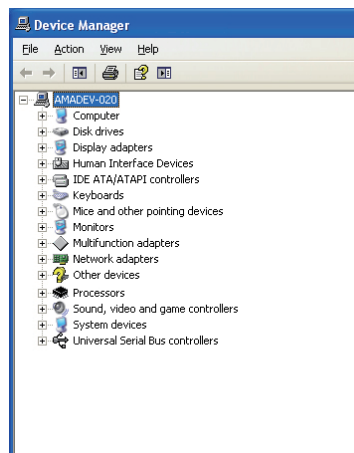 Device Manager
File Action View Help
AMADEV-020
Computer
Disk drives
Display adapters
Human Interface Devices
IDE ATA/ATAPI controllers
Keyboards
Mice and other pointing devices
Monitors
Multifunction adapters
Network adapters
Other devices
Processors
Sound, video and game controllers
System devices
Universal Serial Bus controllers